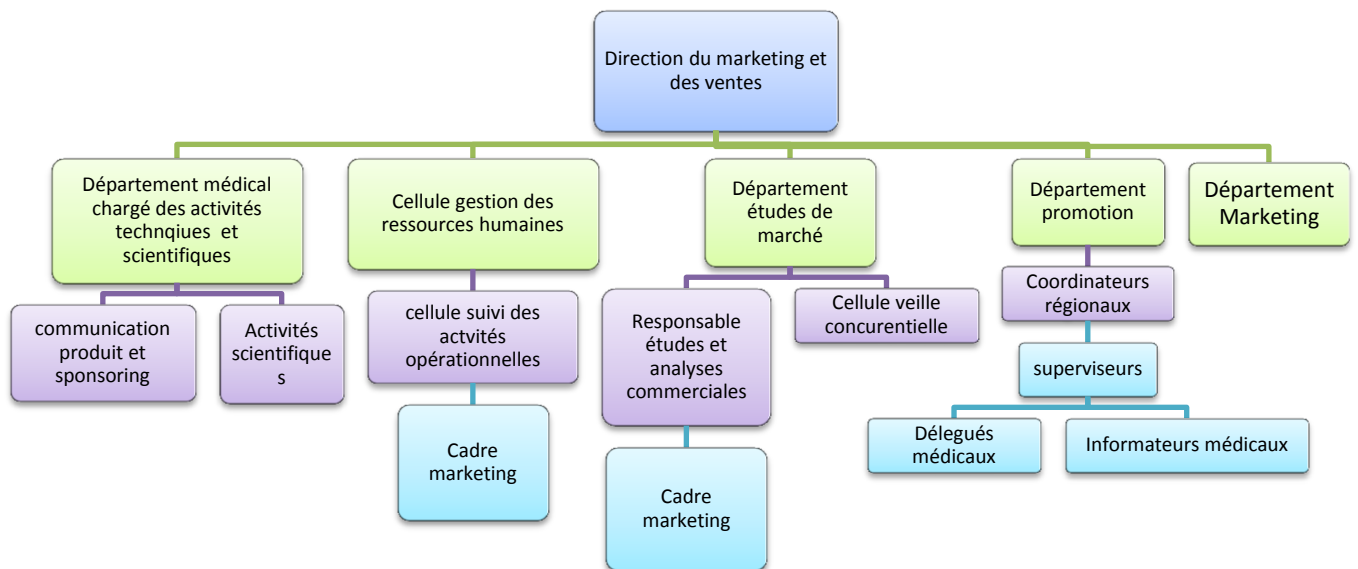 Direction du marketing et
des ventes
Département médical
chargé des activités
technqiues et
scientifiques
Cellule gestion des
ressources humaines
Département
études de
marché
Département
promotion
Département
Marketing
communication
produit et
sponsoring
Activités
scientifique
s
cellule suivi des
actvités
opérationnelles
Responsable
études et
analyses
commerciales
Cellule veille
concurentielle
Coordinateurs
régionaux
superviseurs
Cadre
marketing
Cadre
marketing
Délegués
médicaux
Informateurs médicaux